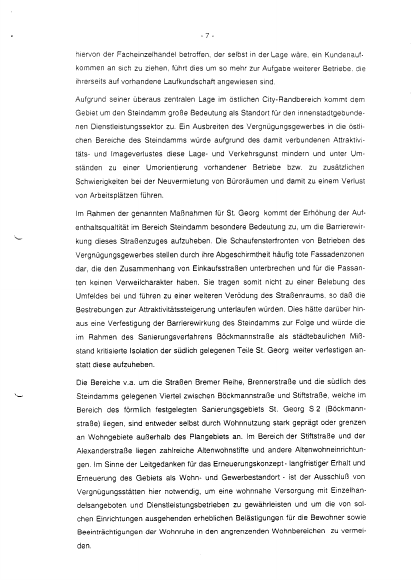 - 7 -
hiervon der Facheinzelhandel betroffen, der selbst in der Lage wäre, ein Kundenauf-
kommen an sich zu ziehen, führt dies um so mehr zur Aufgabe weiterer Betriebe, die
ihrerseits auf vorhandene Laufkundschaft angewiesen sind.
Aufgrund seiner überaus zentralen Lage im östlichen City-Randbereich kommt dem
Gebiet um den Steindamm große Bedeutung als Standort für den innenstadtgebunde-
nen Dienstleistungssektor zu. Ein Ausbreiten des Vergnügungsgewerbes in die östli-
chen Bereiche des Steindamms würde aufgrund des damit verbundenen Attraktivi-
täts- und Imageverlustes diese Lage- und Verkehrsgunst mindern und unter Um-
ständen zu einer Umorientierung vorhandener Betriebe bzw. zu zusätzlichen
Schwierigkeiten bei der Neuvermietung von Büroräumen und damit zu einem Verlust
von Arbeitsplätzen führen.
Im Rahmen der genannten Maßnahmen für St. Georg kommt der Erhöhung der Auf-
enthaltsqualtität im Bereich Steindamm besondere Bedeutung zu, um die Barrierewir-
kung dieses Straßenzuges aufzuheben. Die Schaufensterfronten von Betrieben des
Vergnügungsgewerbes stellen durch ihre Abgeschirmtheit häufig tote Fassadenzonen
dar, die den Zusammenhang von Einkaufsstraßen unterbrechen und für die Passan-
ten keinen Verweilcharakter haben. Sie tragen somit nicht zu einer Belebung des
Umfeldes bei und führen zu einer weiteren Verödung des Straßenraums, so daß die
Bestrebungen zur Attraktivitätssteigerung unterlaufen würden. Dies hätte darüber hin-
aus eine Verfestigung der Barrierewirkung des Steindamms zur Folge und würde die
im Rahmen des Sanierungsverfahrens Böckmannstraße als städtebaulichen Miß-
stand kritisierte Isolation der südlich gelegenen Teile St. Georg weiter verfestigen an-
statt diese aufzuheben.
Die Bereiche v.a. um die Straßen Bremer Reihe, Brennerstraße und die südlich des
Steindamms gelegenen Viertel zwischen Böckmannstraße und Stiftstraße, welche im
Bereich des förmlich festgelegten Sanierungsgebiets St. Georg S 2 (Böckmann-
straße) liegen, sind entweder selbst durch Wohnnutzung stark geprägt oder grenzen
an Wohngebiete außerhalb des Plangebiets an. Im Bereich der Stiftstraße und der
Alexanderstraße liegen zahlreiche Altenwohnstifte und andere Altenwohneinrichtun-
gen. Im Sinne der Leitgedanken für das Erneuerungskonzept - langfristiger Erhalt und
Erneuerung des Gebiets als Wohn- und Gewerbestandort - ist der Ausschluß von
Vergnügungsstätten hier notwendig, um eine wohnnahe Versorgung mit Einzelhan-
delsangeboten und Dienstleistungsbetrieben zu gewährleisten und um die von sol-
chen Einrichtungen ausgehenden erheblichen Belästigungen für die Bewohner sowie
Beeinträchtigungen der Wohnruhe in den angrenzenden Wohnbereichen zu vermei-
den.